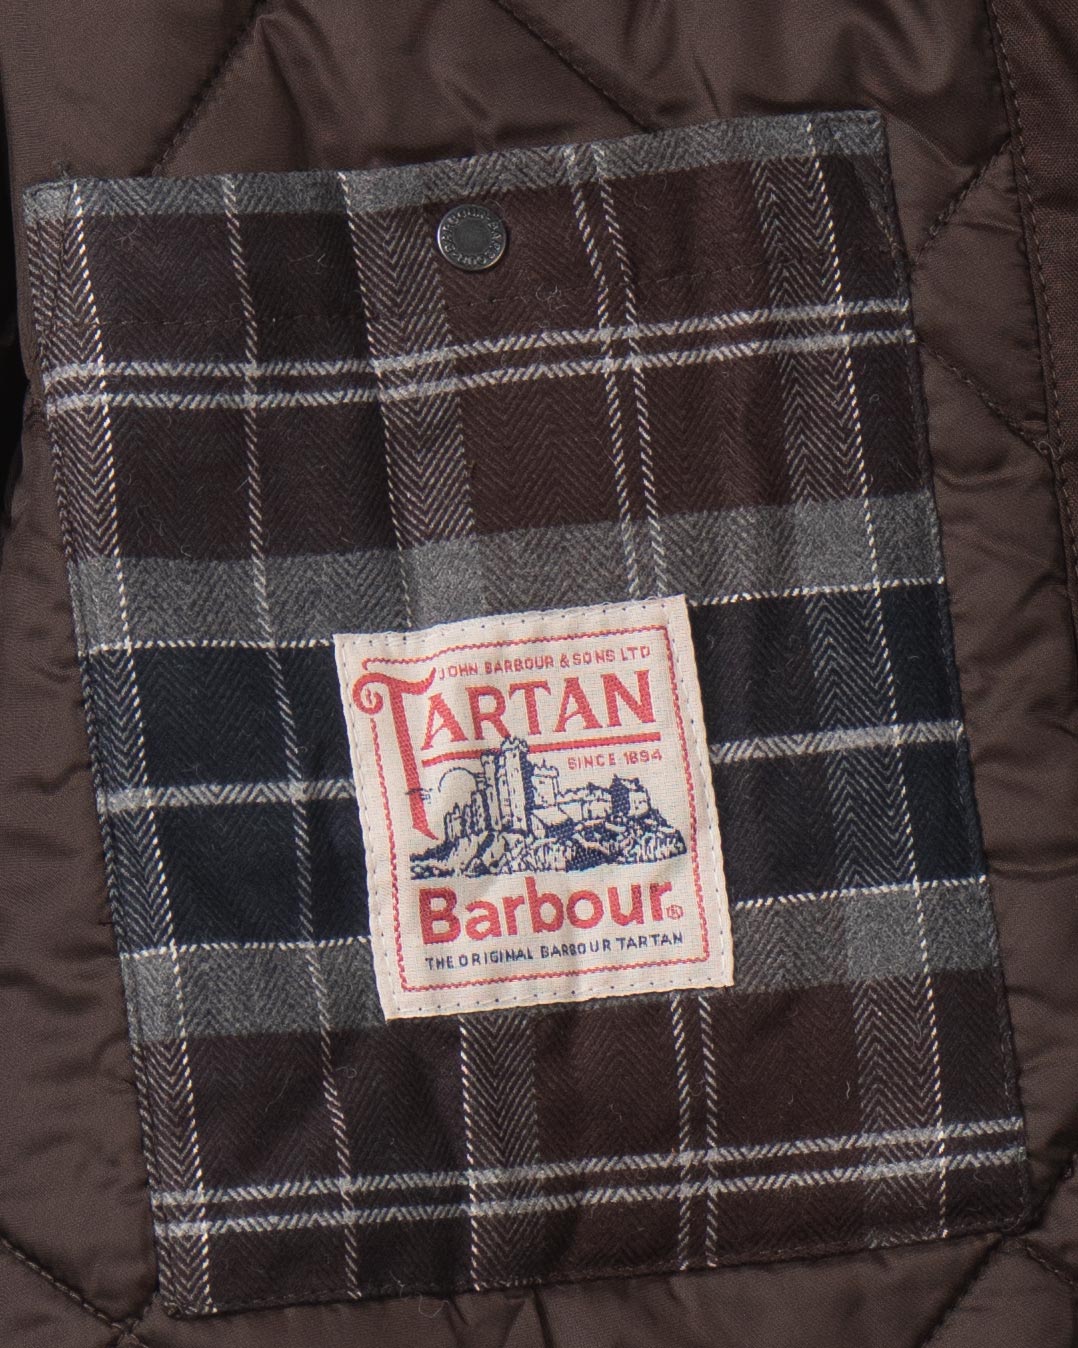 JOHN BARBOUR & SONS LTD
TARTAN
SINCE 1894
Barbour®
THE ORIGINAL BARBOUR TARTAN